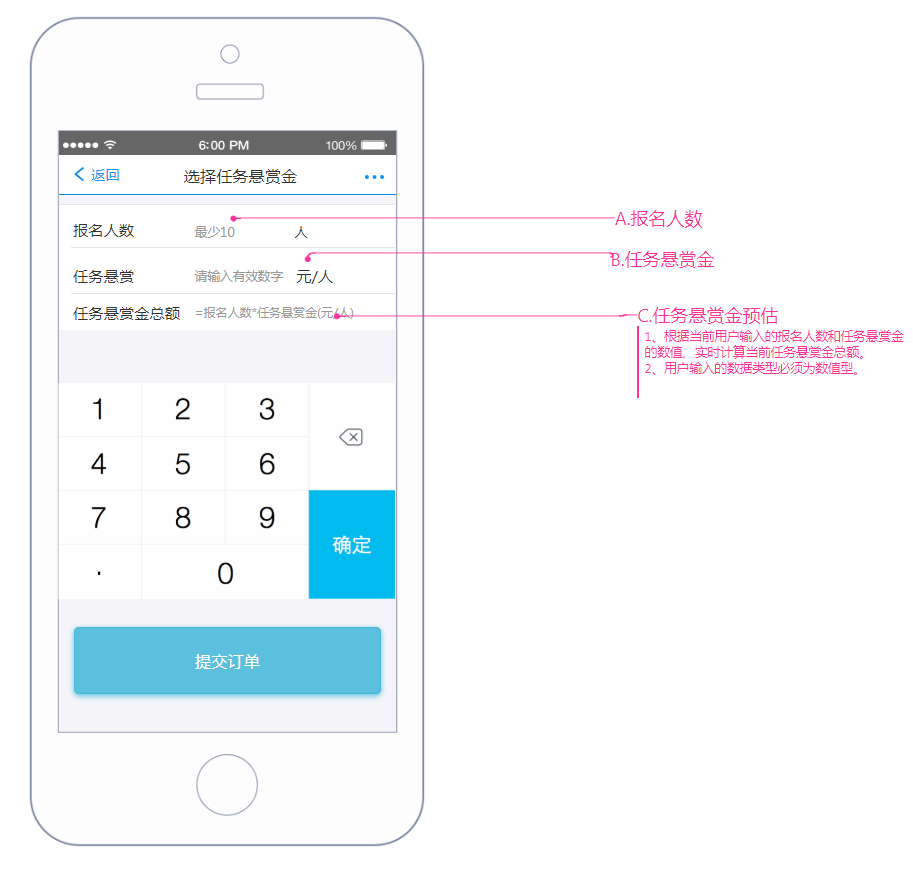 6:00 PM 100%
返回 选择任务悬赏金
报名人数 最少10 人
A.报名人数
任务悬赏 请输入有效数字 元/人
B.任务悬赏金
任务悬赏金总额 =报名人数*任务悬赏金(元/人)
C.任务悬赏金预估
1、根据当前用户输入的报名人数和任务悬赏金
的数值，实时计算当前任务悬赏金总额。
2、用户输入的数据类型必须为数值型。
1 2 3
4 5 6
7 8 9
确定
· 0
提交订单